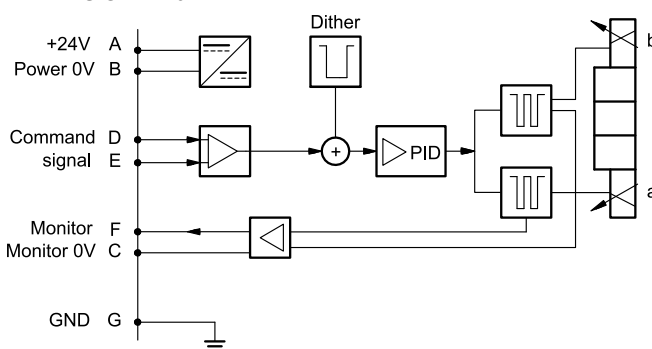 Dither
+24V A
Power 0V B
b
Command D
signal E
PID
a
Monitor F
Monitor 0V C
GND G